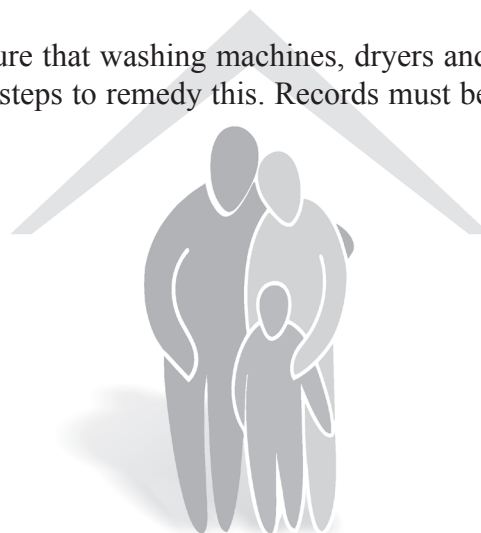 ure that washing machines, dryers and
steps to remedy this. Records must be